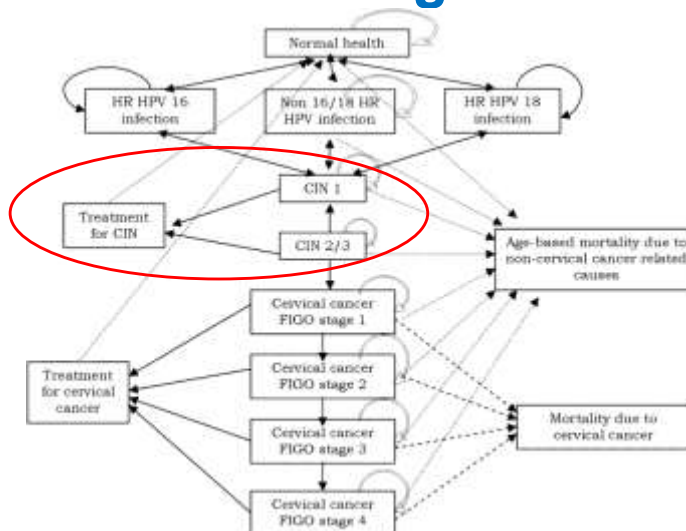 Normal health
HR HPV 16
infection
Non 16/18 HR
HPV infection
HR HPV 18
infection
CIN 1
Treatment
for CIN
CIN 2/3
Age-based mortality due to
non-cervical cancer related
causes
Cervical cancer
FIGO stage 1
Treatment
for cervical
cancer
Cervical cancer
FIGO stage 2
Mortality due to
cervical cancer
Cervical cancer
FIGO stage 3
Cervical cancer
FIGO stage 4